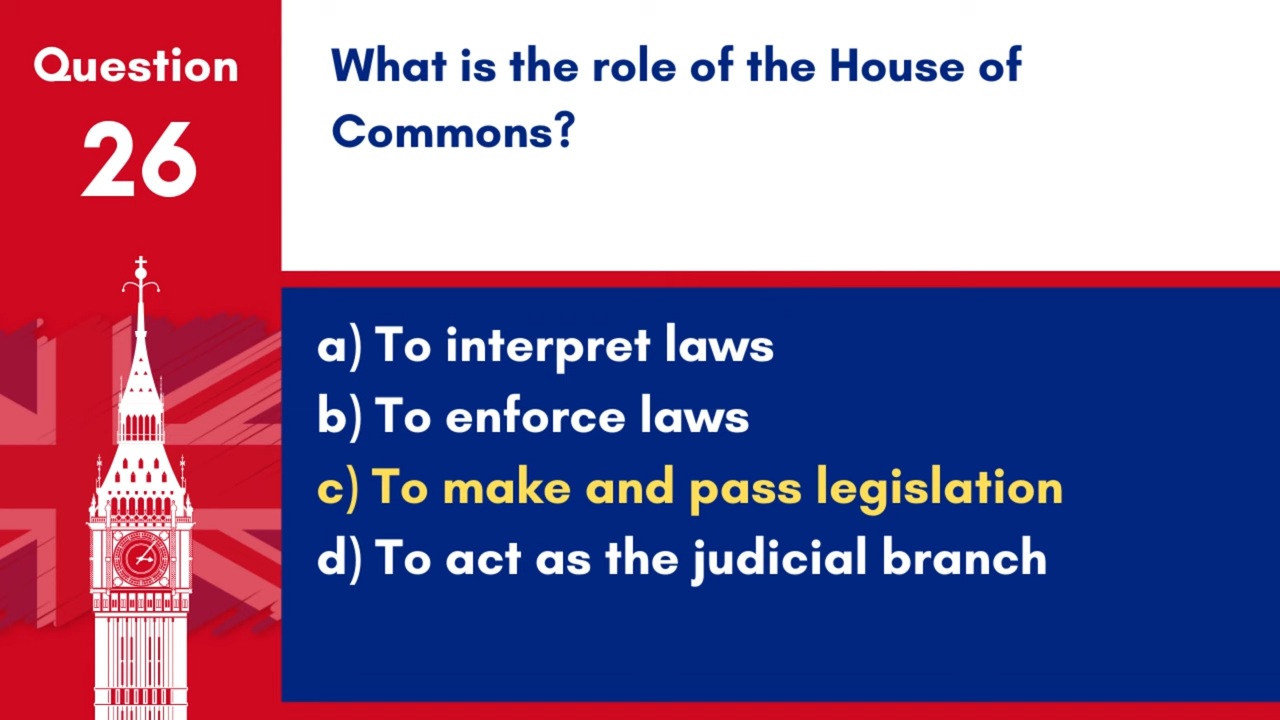 Question
26
What is the role of the House of
Commons?
a) To interpret laws
b) To enforce laws
c) To make and pass legislation
d) To act as the judicial branch